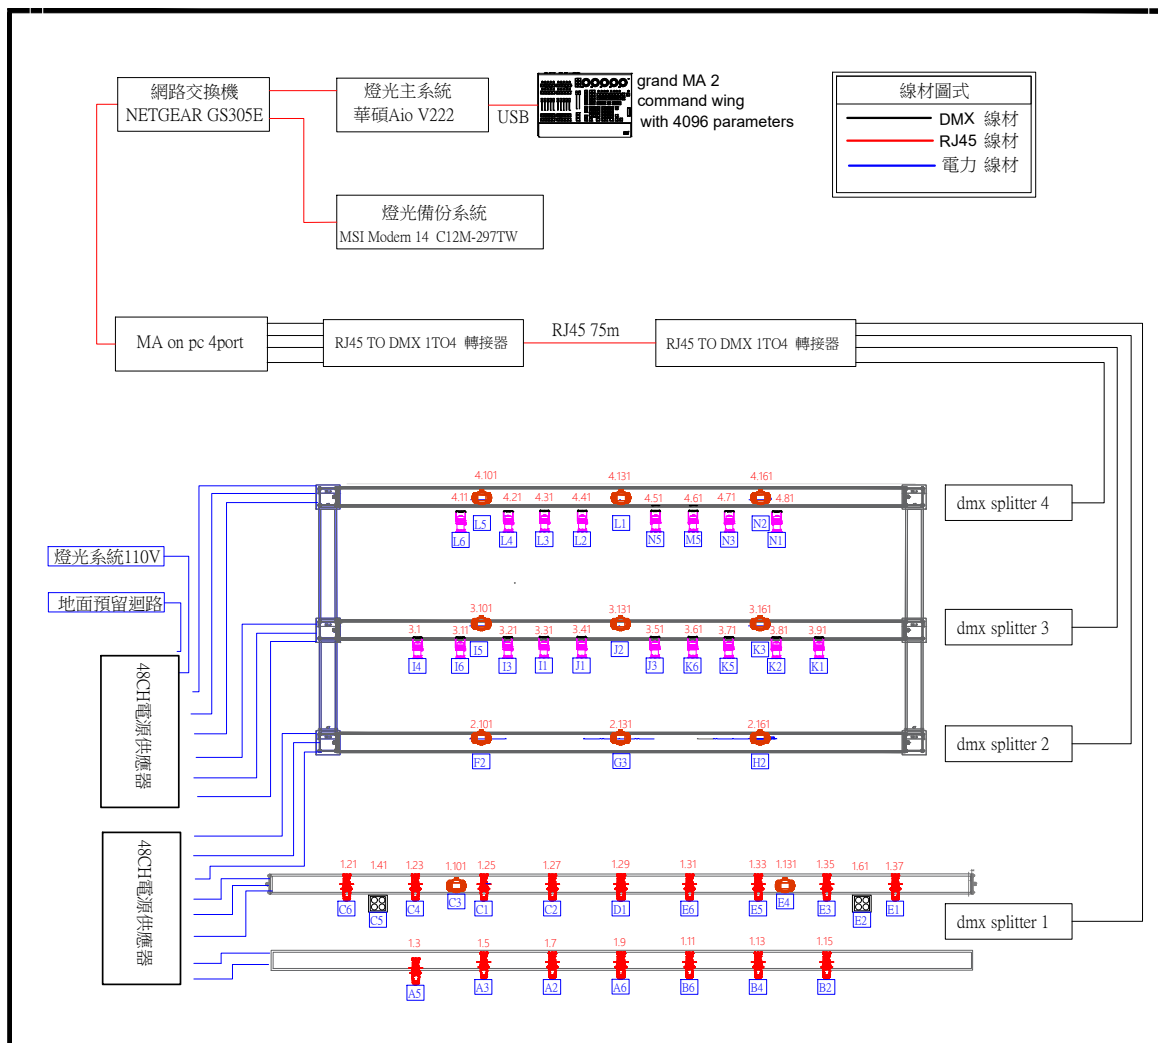 網路交換機
NETGEAR GS305E
燈光主系統
華碩Aio V222
USB
grand MA 2
command wing
with 4096 parameters
線材圖式
DMX 線材
RJ45 線材
電力 線材
燈光備份系統
MSI Modern 14 C12M-297TW
MA on pc 4port
RJ45 TO DMX 1TO4 轉接器
RJ45 75m
RJ45 TO DMX 1TO4 轉接器
4.101
4.131
4.161
4.11
4.21
4.31
4.41
4.51
4.61
4.71
4.81
dmx splitter 4
L6
L5
L4
L3
L2
L1
N5
M5
N3
N2
N1
燈光系統110V
地面預留迴路
3.101
3.131
3.161
3.1
3.11
3.21
3.31
3.41
3.51
3.61
3.71
3.81
3.91
dmx splitter 3
I4
I6
I5
I3
I1
J1
J2
J3
K6
K5
K3
K2
K1
48CH電源供應器
2.101
2.131
2.161
dmx splitter 2
F2
G3
H2
48CH電源供應器
1.21
1.41
1.23
1.101
1.25
1.27
1.29
1.31
1.33
1.131
1.35
1.61
1.37
C6
C5
C4
C3
C1
C2
D1
E6
E5
E4
E3
E2
E1
dmx splitter 1
1.3
1.5
1.7
1.9
1.11
1.13
1.15
A5
A3
A2
A6
B6
B4
B2